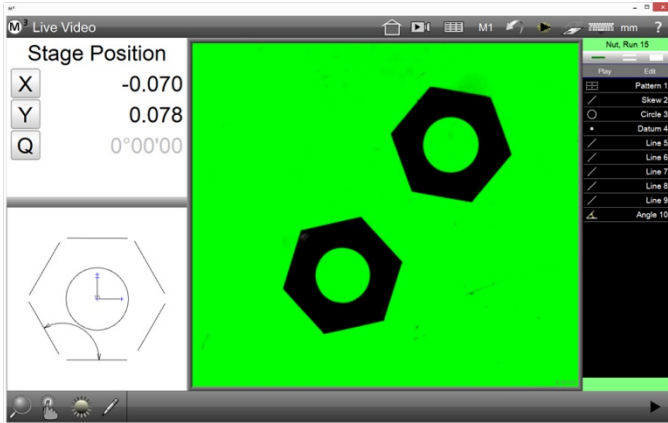 M³
M³ Live Video
M1
mm
?
Stage Position
X -0.070
Y 0.078
Q 0°00'00
Nut, Run 15
Play Edit
Pattern 1
Skew 2
Circle 3
Datum 4
Line 5
Line 6
Line 7
Line 8
Line 9
Angle 10